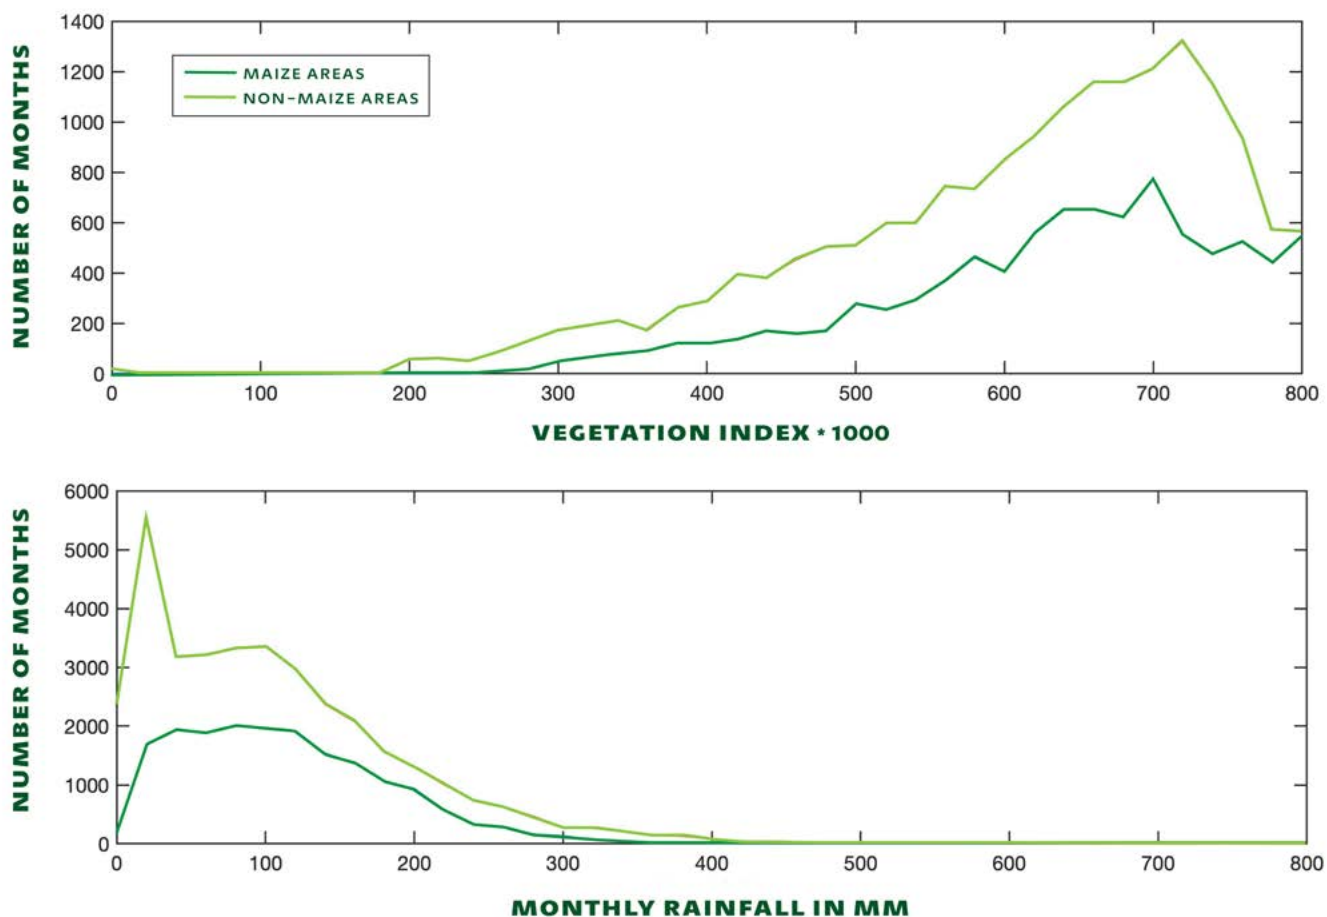 1400
1200
1000
800
600
400
200
0
NUMBER OF MONTHS
MAIZE AREAS
NON-MAIZE AREAS
0 100 200 300 400 500 600 700 800
VEGETATION INDEX * 1000
6000
5000
4000
3000
2000
1000
0
NUMBER OF MONTHS
0 100 200 300 400 500 600 700 800
MONTHLY RAINFALL IN MM